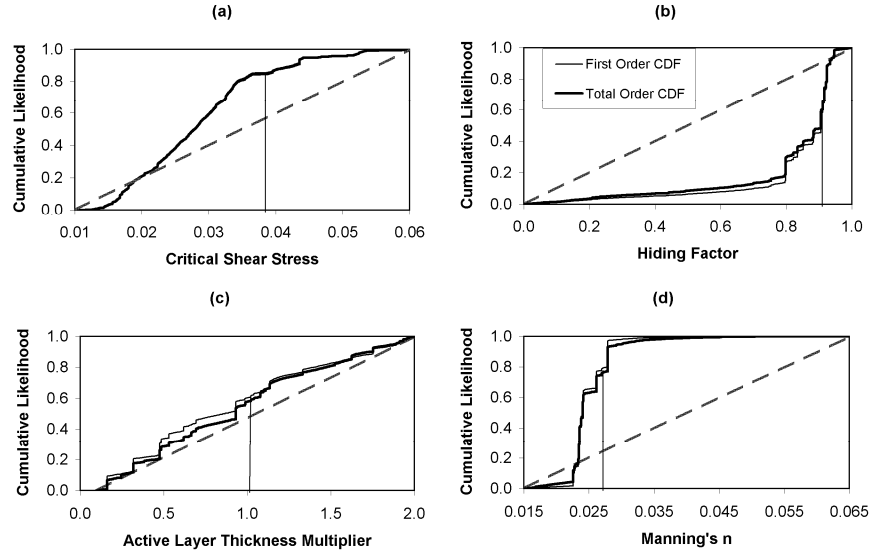 (a)
Cumulative Likelihood
1.0
0.8
0.6
0.4
0.2
0.0
0.01 0.02 0.03 0.04 0.05 0.06
Critical Shear Stress
(b)
Cumulative Likelihood
1.0
0.8
0.6
0.4
0.2
0.0
First Order CDF
Total Order CDF
0.0 0.2 0.4 0.6 0.8 1.0
Hiding Factor
(c)
Cumulative Likelihood
1.0
0.8
0.6
0.4
0.2
0.0
0.0 0.5 1.0 1.5 2.0
Active Layer Thickness Multiplier
(d)
Cumulative Likelihood
1.0
0.8
0.6
0.4
0.2
0.0
0.015 0.025 0.035 0.045 0.055 0.065
Manning's n